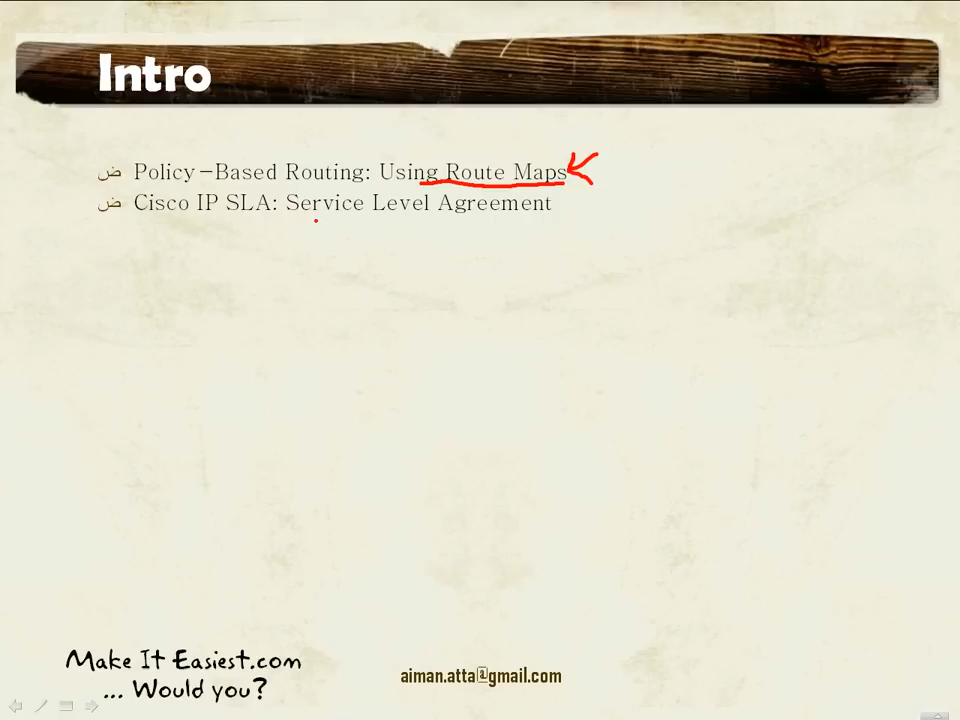 Intro
ض Policy-Based Routing: Using Route Maps
ض Cisco IP SLA: Service Level Agreement
Make It Easiest.com
... Would you?
aiman.atta@gmail.com